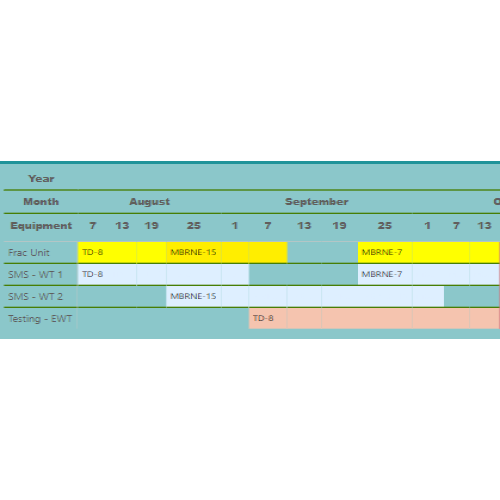 Year
Month August September O
Equipment 7 13 19 25 1 7 13 19 25 1 7 13
Frac Unit TD-8 MBRNE-15 MBRNE-7
SMS - WT 1 TD-8 MBRNE-7
SMS - WT 2 MBRNE-15
Testing - EWT TD-8